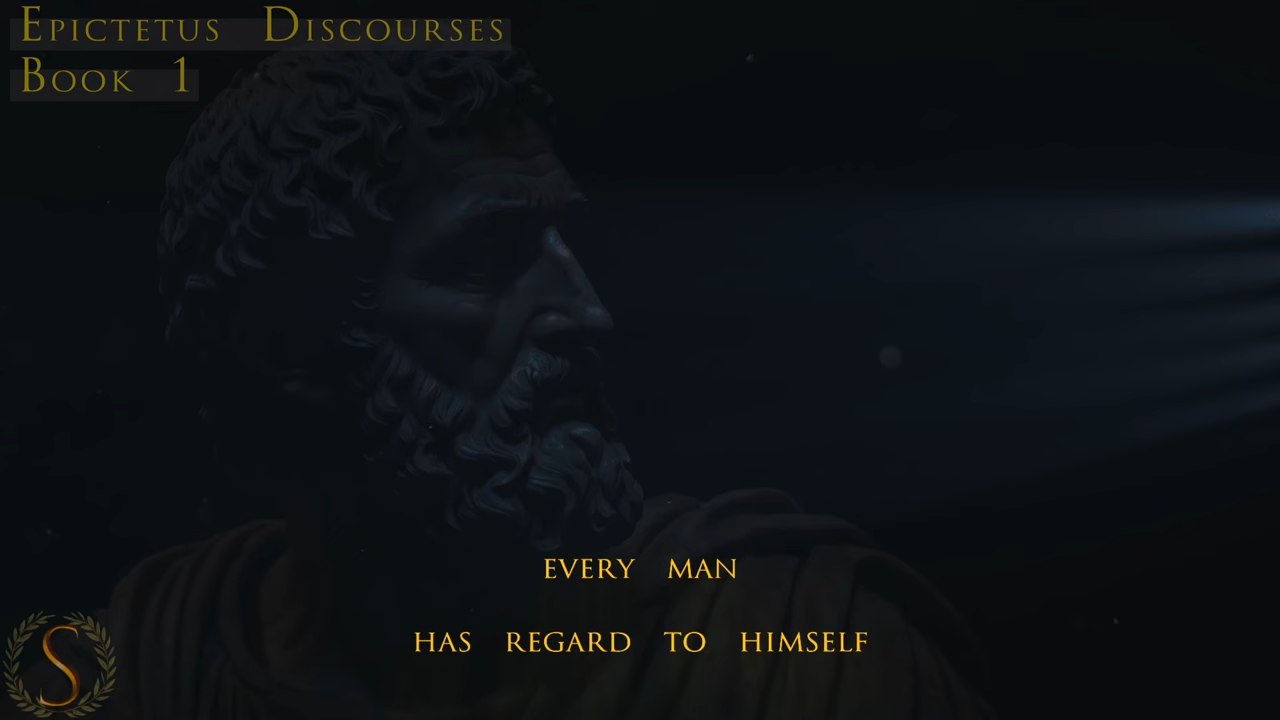 Epictetus Discourses
Book 1
EVERY MAN
HAS REGARD TO HIMSELF
S